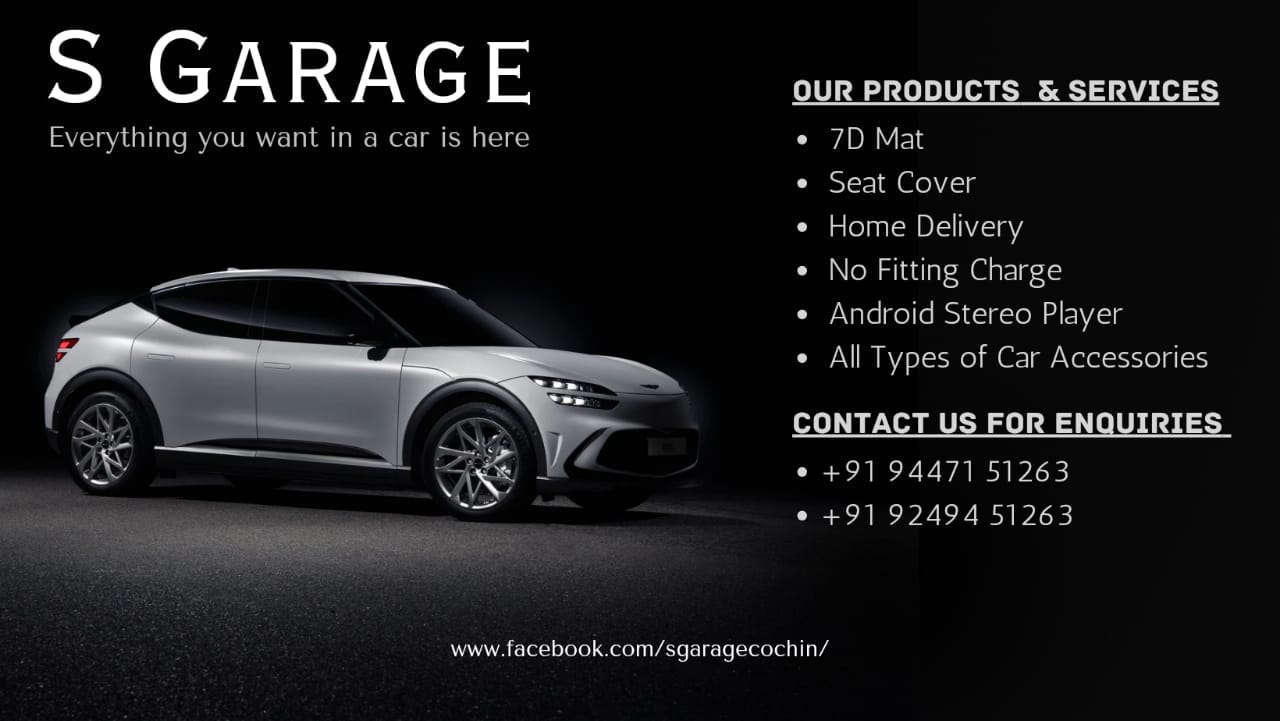 S GARAGE
Everything you want in a car is here
OUR PRODUCTS & SERVICES
• 7D Mat
• Seat Cover
• Home Delivery
• No Fitting Charge
• Android Stereo Player
• All Types of Car Accessories
CONTACT US FOR ENQUIRIES
• +91 94471 51263
• +91 92494 51263
www.facebook.com/sgaragecochin/